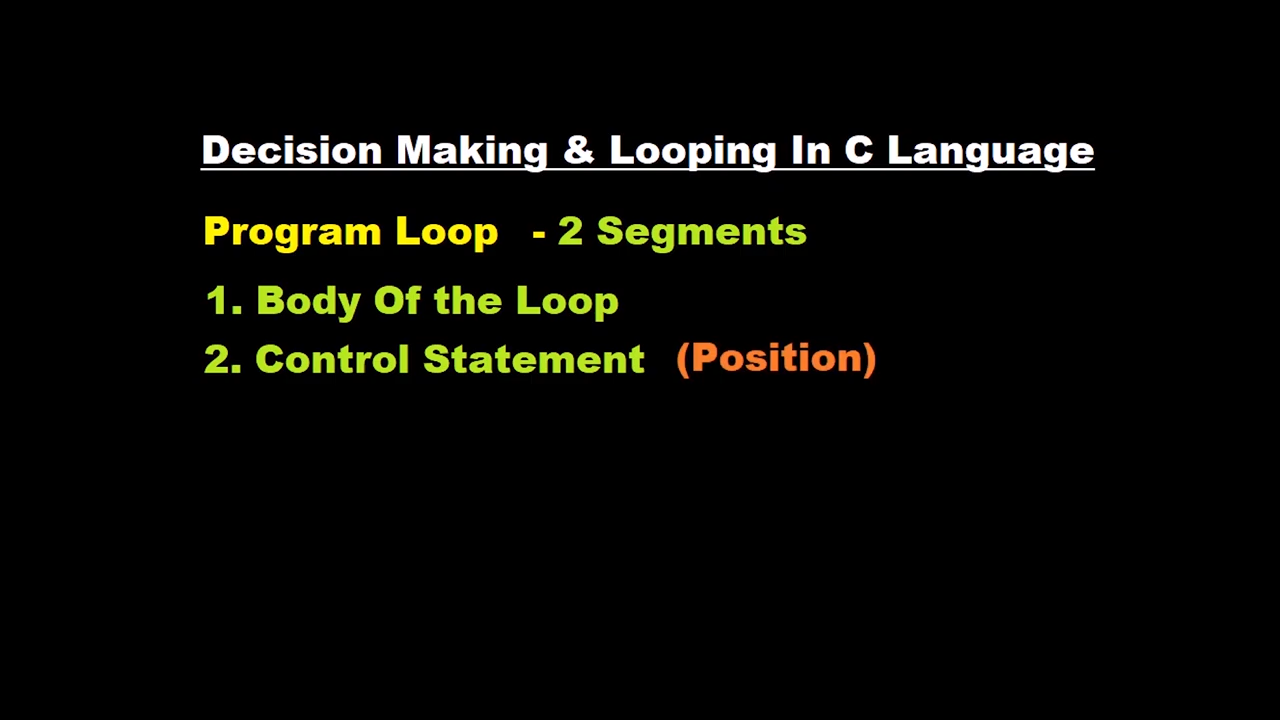 Decision Making & Looping In C Language
Program Loop - 2 Segments
1. Body Of the Loop
2. Control Statement (Position)